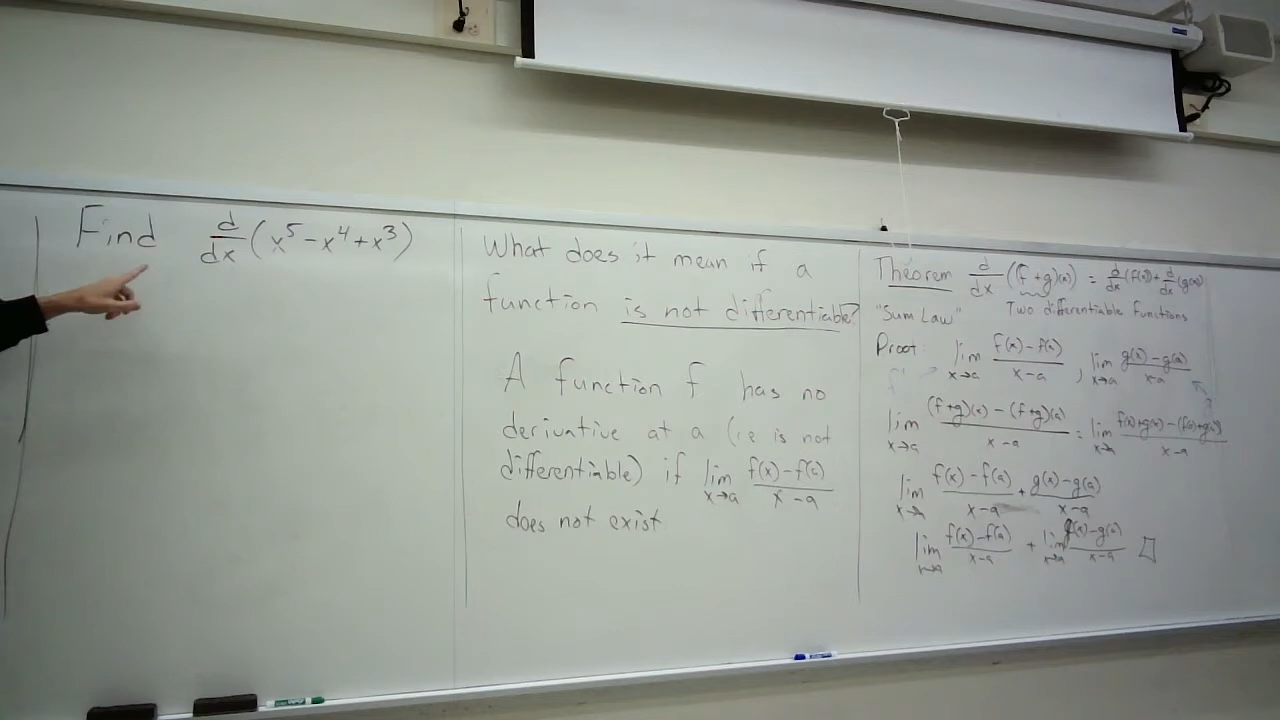 Find d/dx (x⁵ - x⁴ + x³)
What does it mean if a
function is not differentiable?
A function f has no
derivative at a (i.e is not
differentiable) if lim x→a (f(x) - f(a))/(x - a)
does not exist
Theorem d/dx ((f+g)(x)) = d/dx (f(x)) + d/dx (g(x))
"Sum Law" Two differentiable Functions
Proof: lim x→a (f(x) - f(a))/(x - a), lim x→a (g(x) - g(a))/(x - a)
lim x→a ((f+g)(x) - (f+g)(a))/(x - a) = lim x→a (f(x)+g(x) - (f(a)+g(a)))/(x - a)
lim x→a (f(x) - f(a))/(x - a) + (g(x) - g(a))/(x - a)
lim x→a (f(x) - f(a))/(x - a) + lim x→a (g(x) - g(a))/(x - a) □